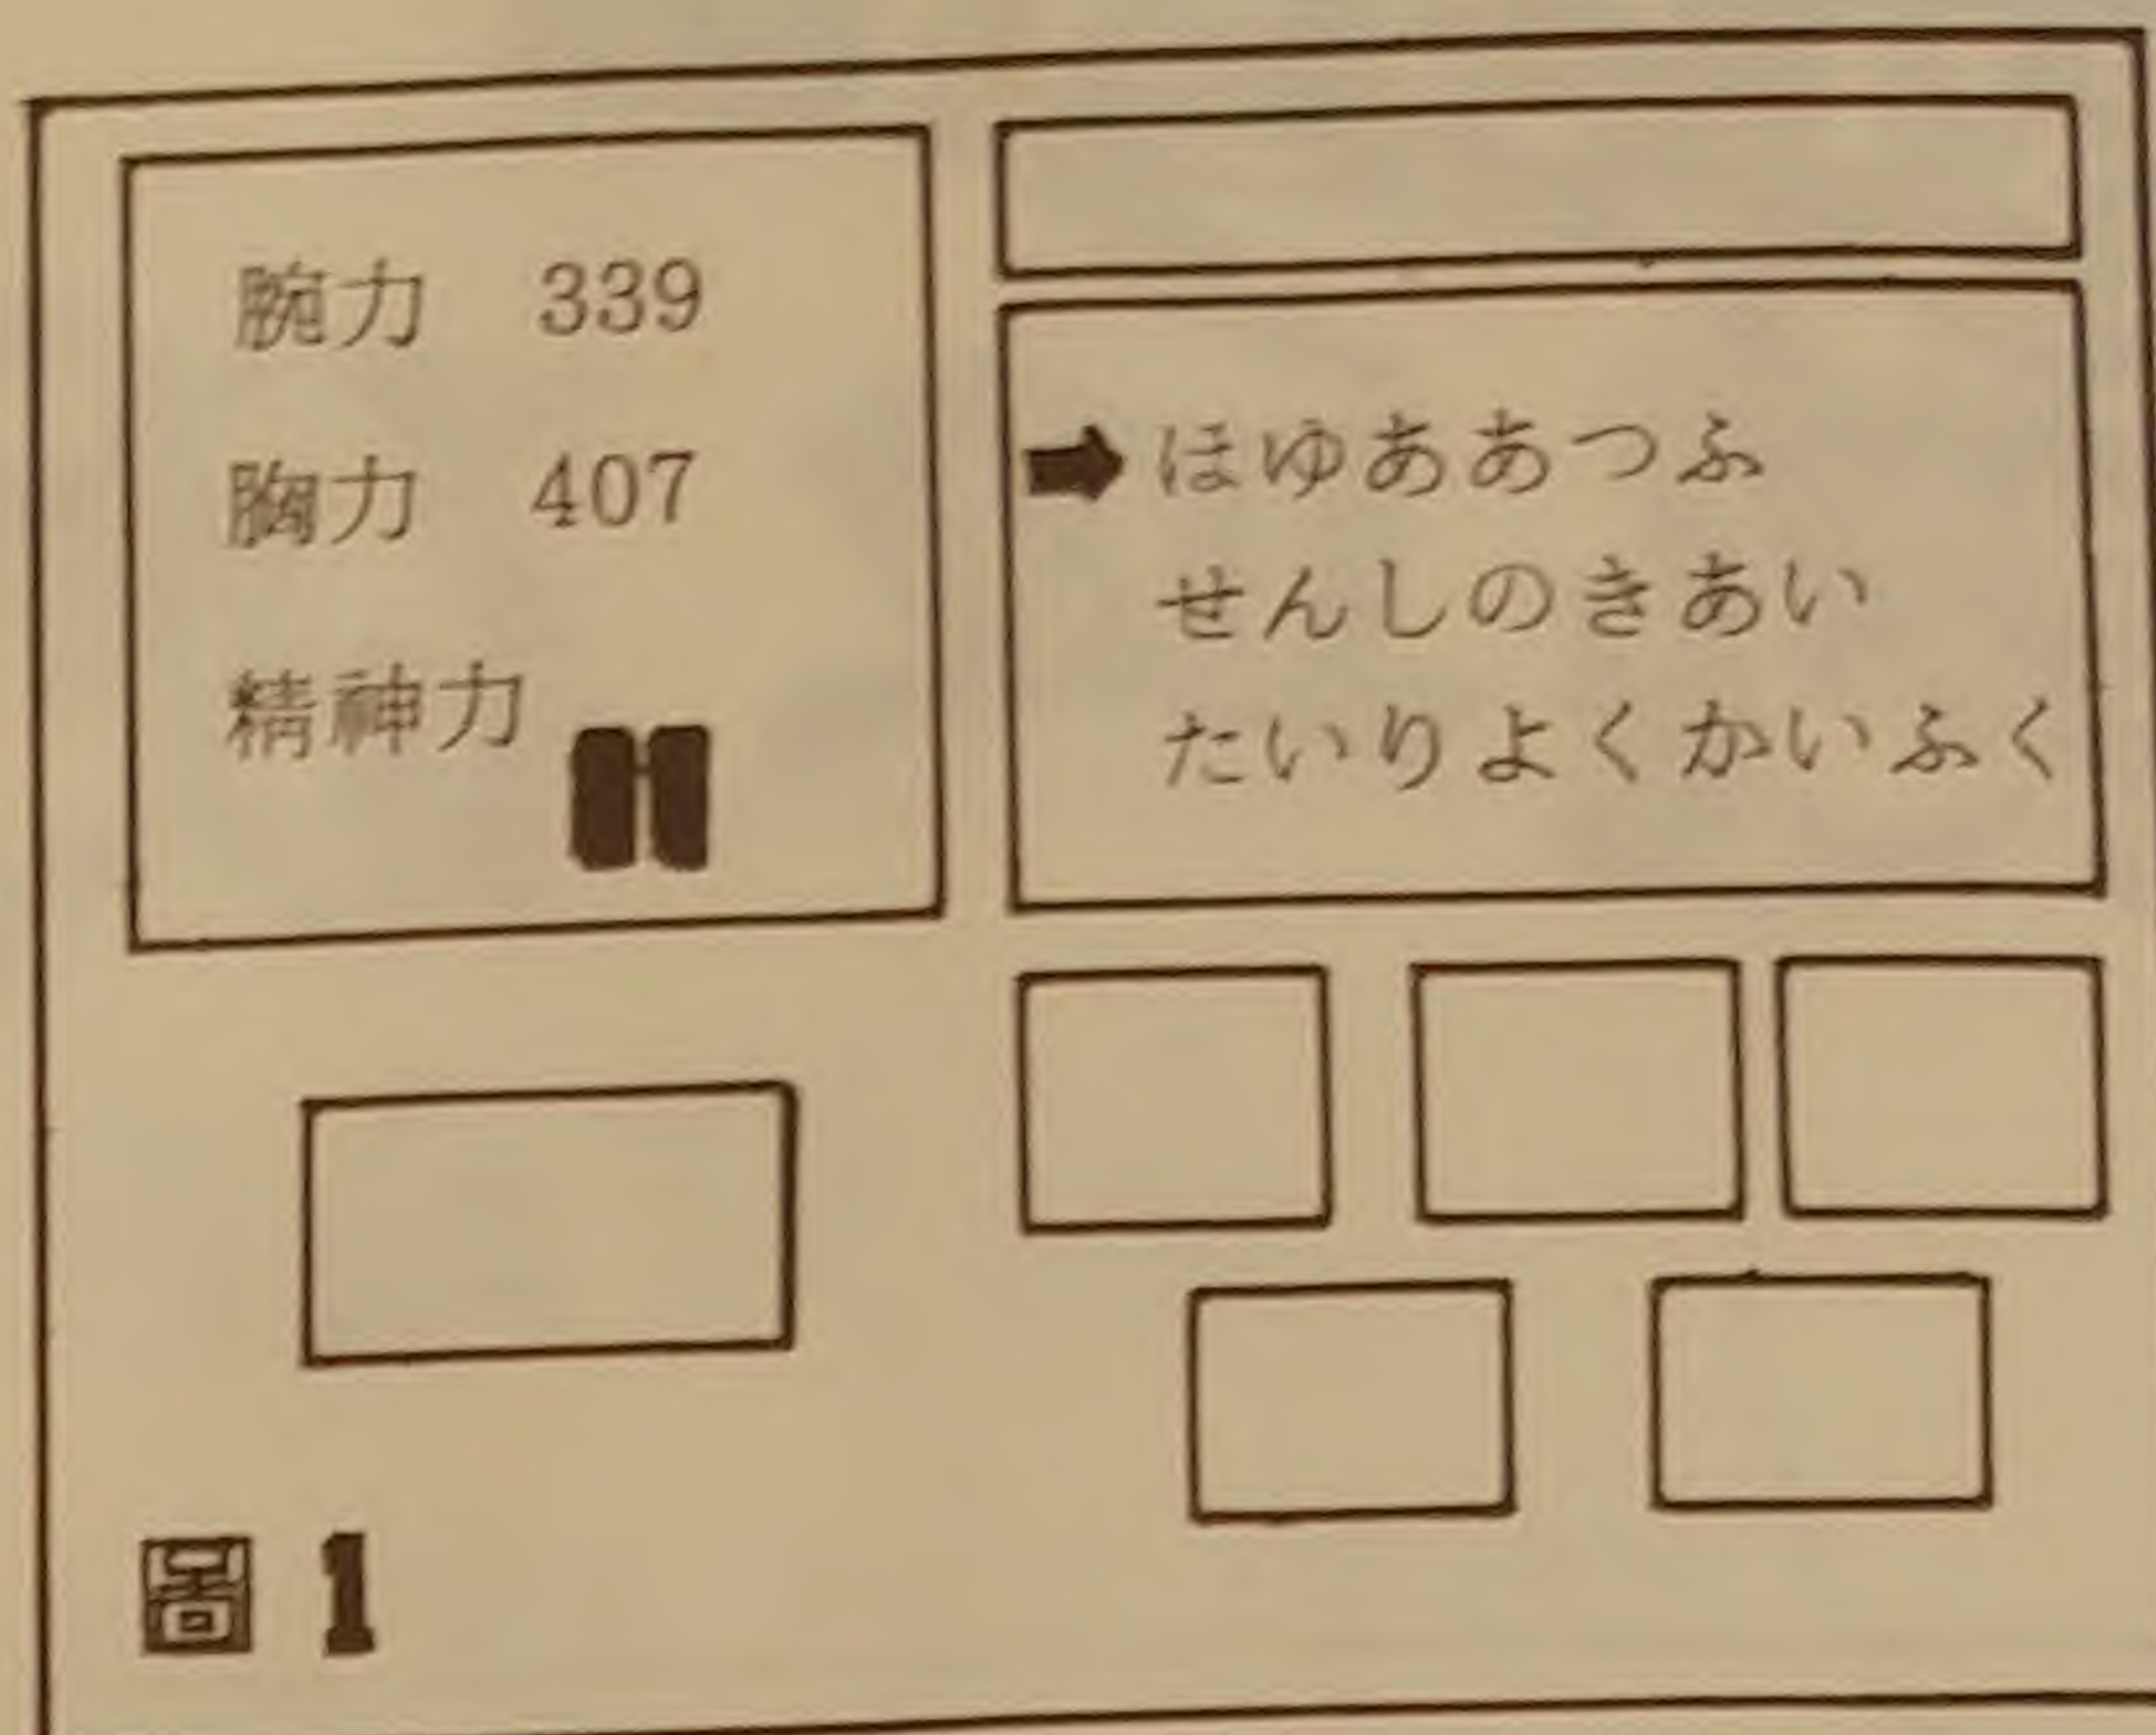 腕力 339
胸力 407
精神力
ほゆああつふ
せんしのきあい
たいりよくかいふく
圖 1